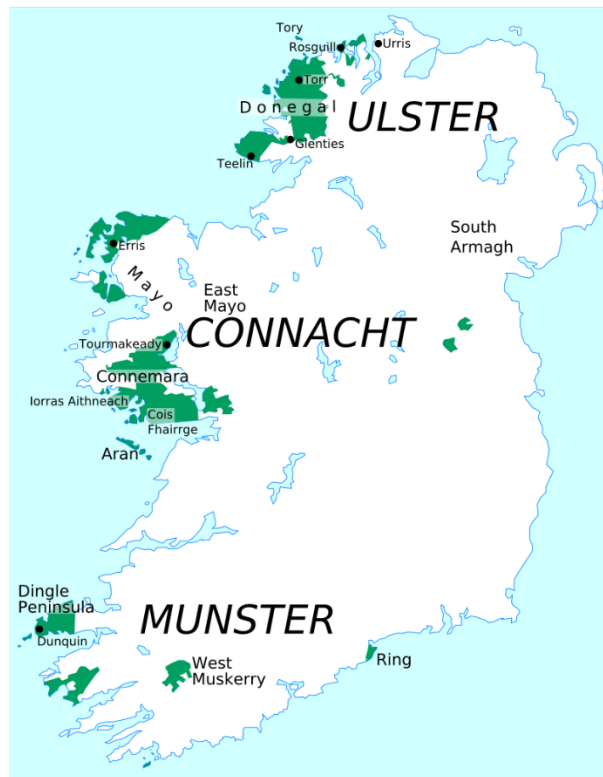 Tory
Rosguill
Urris
Torr
Donegal
ULSTER
Glenties
Teelin
South
Armagh
Erris
Mayo
East
Mayo
CONNACHT
Tourmakeady
Connemara
Iorras Aithneach
Cois
Fhairrge
Aran
Dingle
Peninsula
MUNSTER
Dunquin
West
Muskerry
Ring